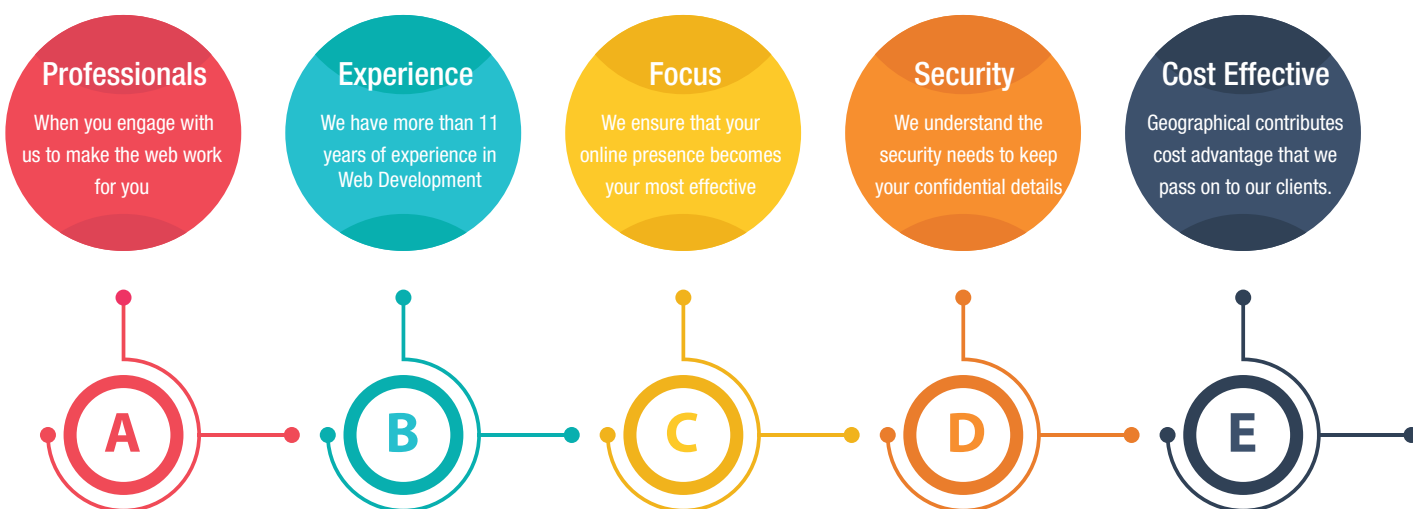 Professionals
When you engage with
us to make the web work
for you
Experience
We have more than 11
years of experience in
Web Development
Focus
We ensure that your
online presence becomes
your most effective
Security
We understand the
security needs to keep
your confidential details
Cost Effective
Geographical contributes
cost advantage that we
pass on to our clients.
A
B
C
D
E